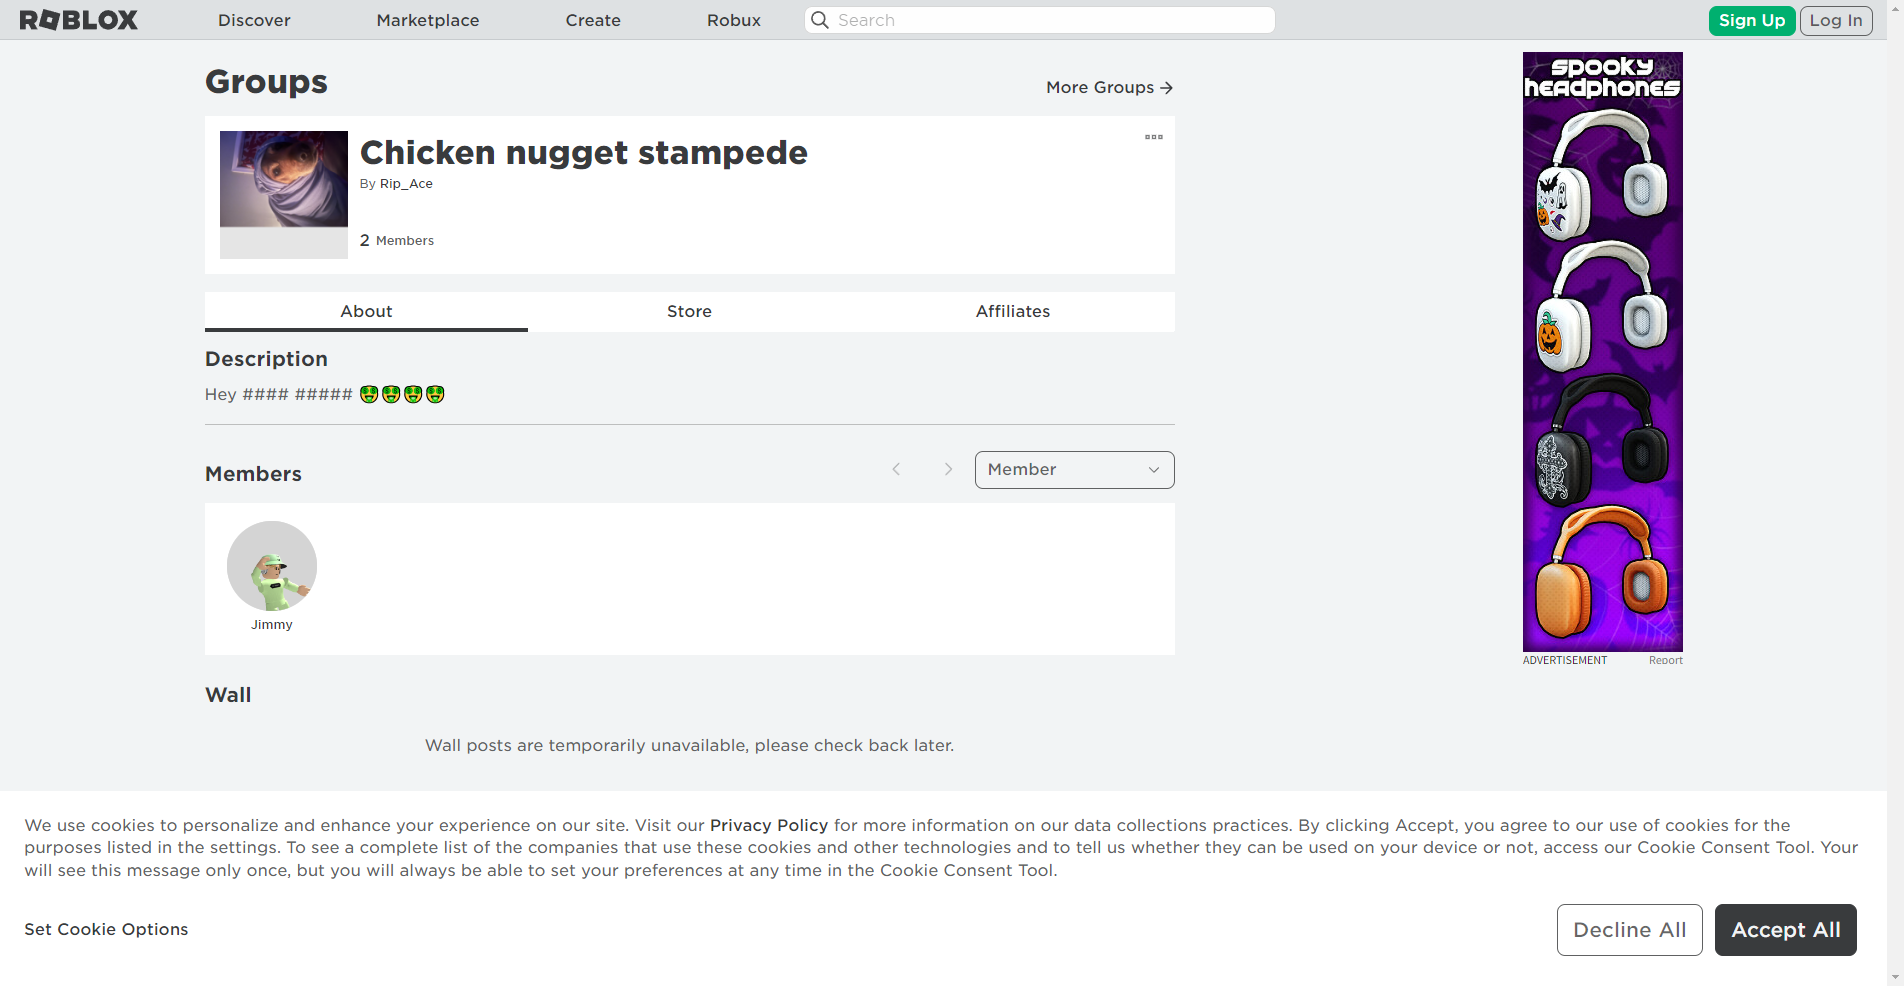 ROBLOX
Discover
Marketplace
Create
Robux
Search
Sign Up
Log In
Groups
More Groups →
Chicken nugget stampede
By Rip_Ace
2 Members
About
Store
Affiliates
Description
Hey #### ##### 🤑🤑🤑🤑
Members
Member
Jimmy
Wall
Wall posts are temporarily unavailable, please check back later.
SPOOKY
HEADPHONES
ADVERTISEMENT
Report
We use cookies to personalize and enhance your experience on our site. Visit our Privacy Policy for more information on our data collections practices. By clicking Accept, you agree to our use of cookies for the
purposes listed in the settings. To see a complete list of the companies that use these cookies and other technologies and to tell us whether they can be used on your device or not, access our Cookie Consent Tool. Your
will see this message only once, but you will always be able to set your preferences at any time in the Cookie Consent Tool.
Set Cookie Options
Decline All
Accept All